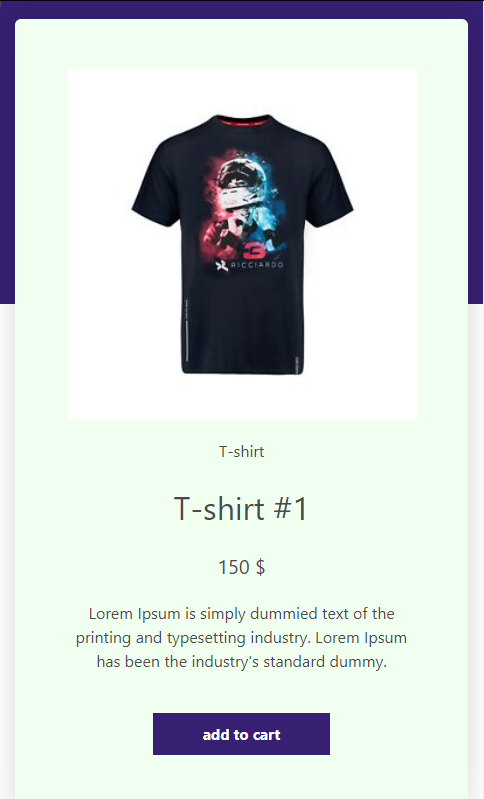 3
RICCIARDO
T-shirt
T-shirt #1
150 $
Lorem Ipsum is simply dummied text of the
printing and typesetting industry. Lorem Ipsum
has been the industry's standard dummy.
add to cart